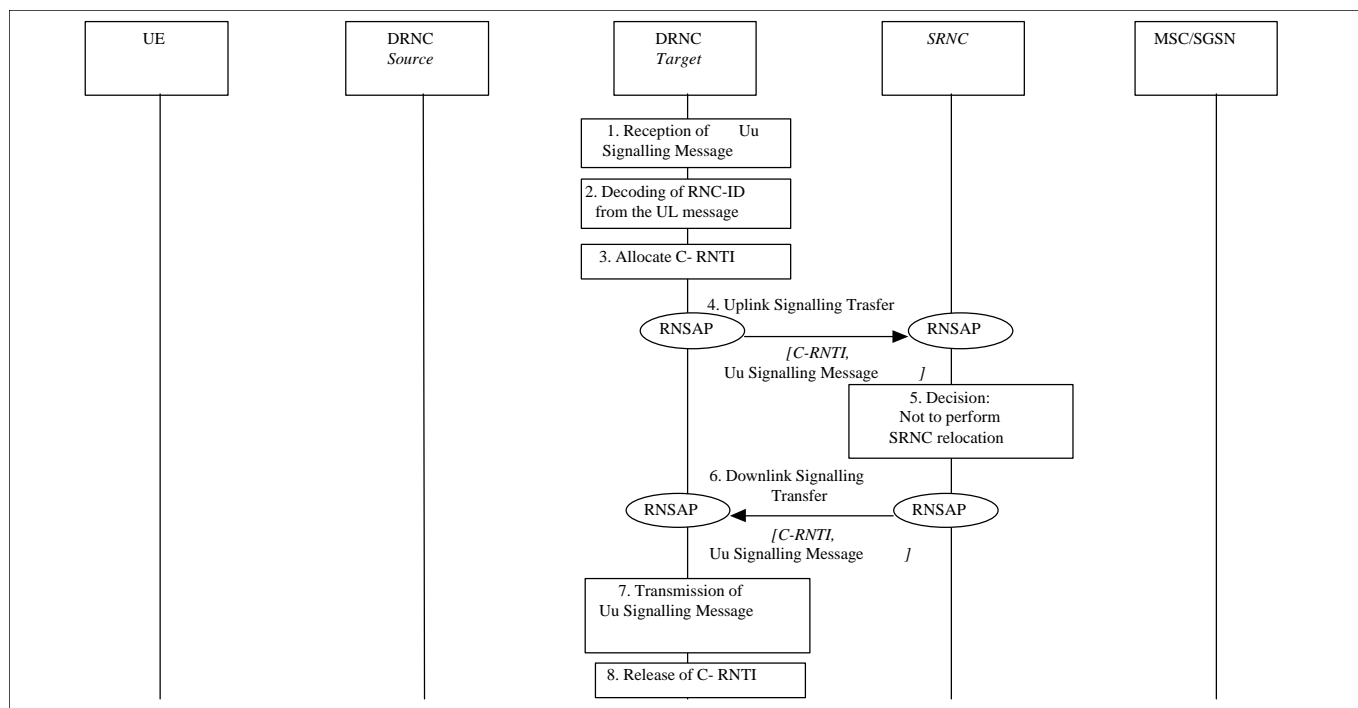 UE
DRNC
Source
DRNC
Target
SRNC
MSC/SGSN
1. Reception of Uu
Signalling Message
2. Decoding of RNC-ID
from the UL message
3. Allocate C- RNTI
4. Uplink Signalling Trasfer
RNSAP
RNSAP
[C-RNTI,
Uu Signalling Message ]
5. Decision:
Not to perform
SRNC relocation
6. Downlink Signalling
Transfer
RNSAP
RNSAP
[C-RNTI,
Uu Signalling Message ]
7. Transmission of
Uu Signalling Message
8. Release of C- RNTI